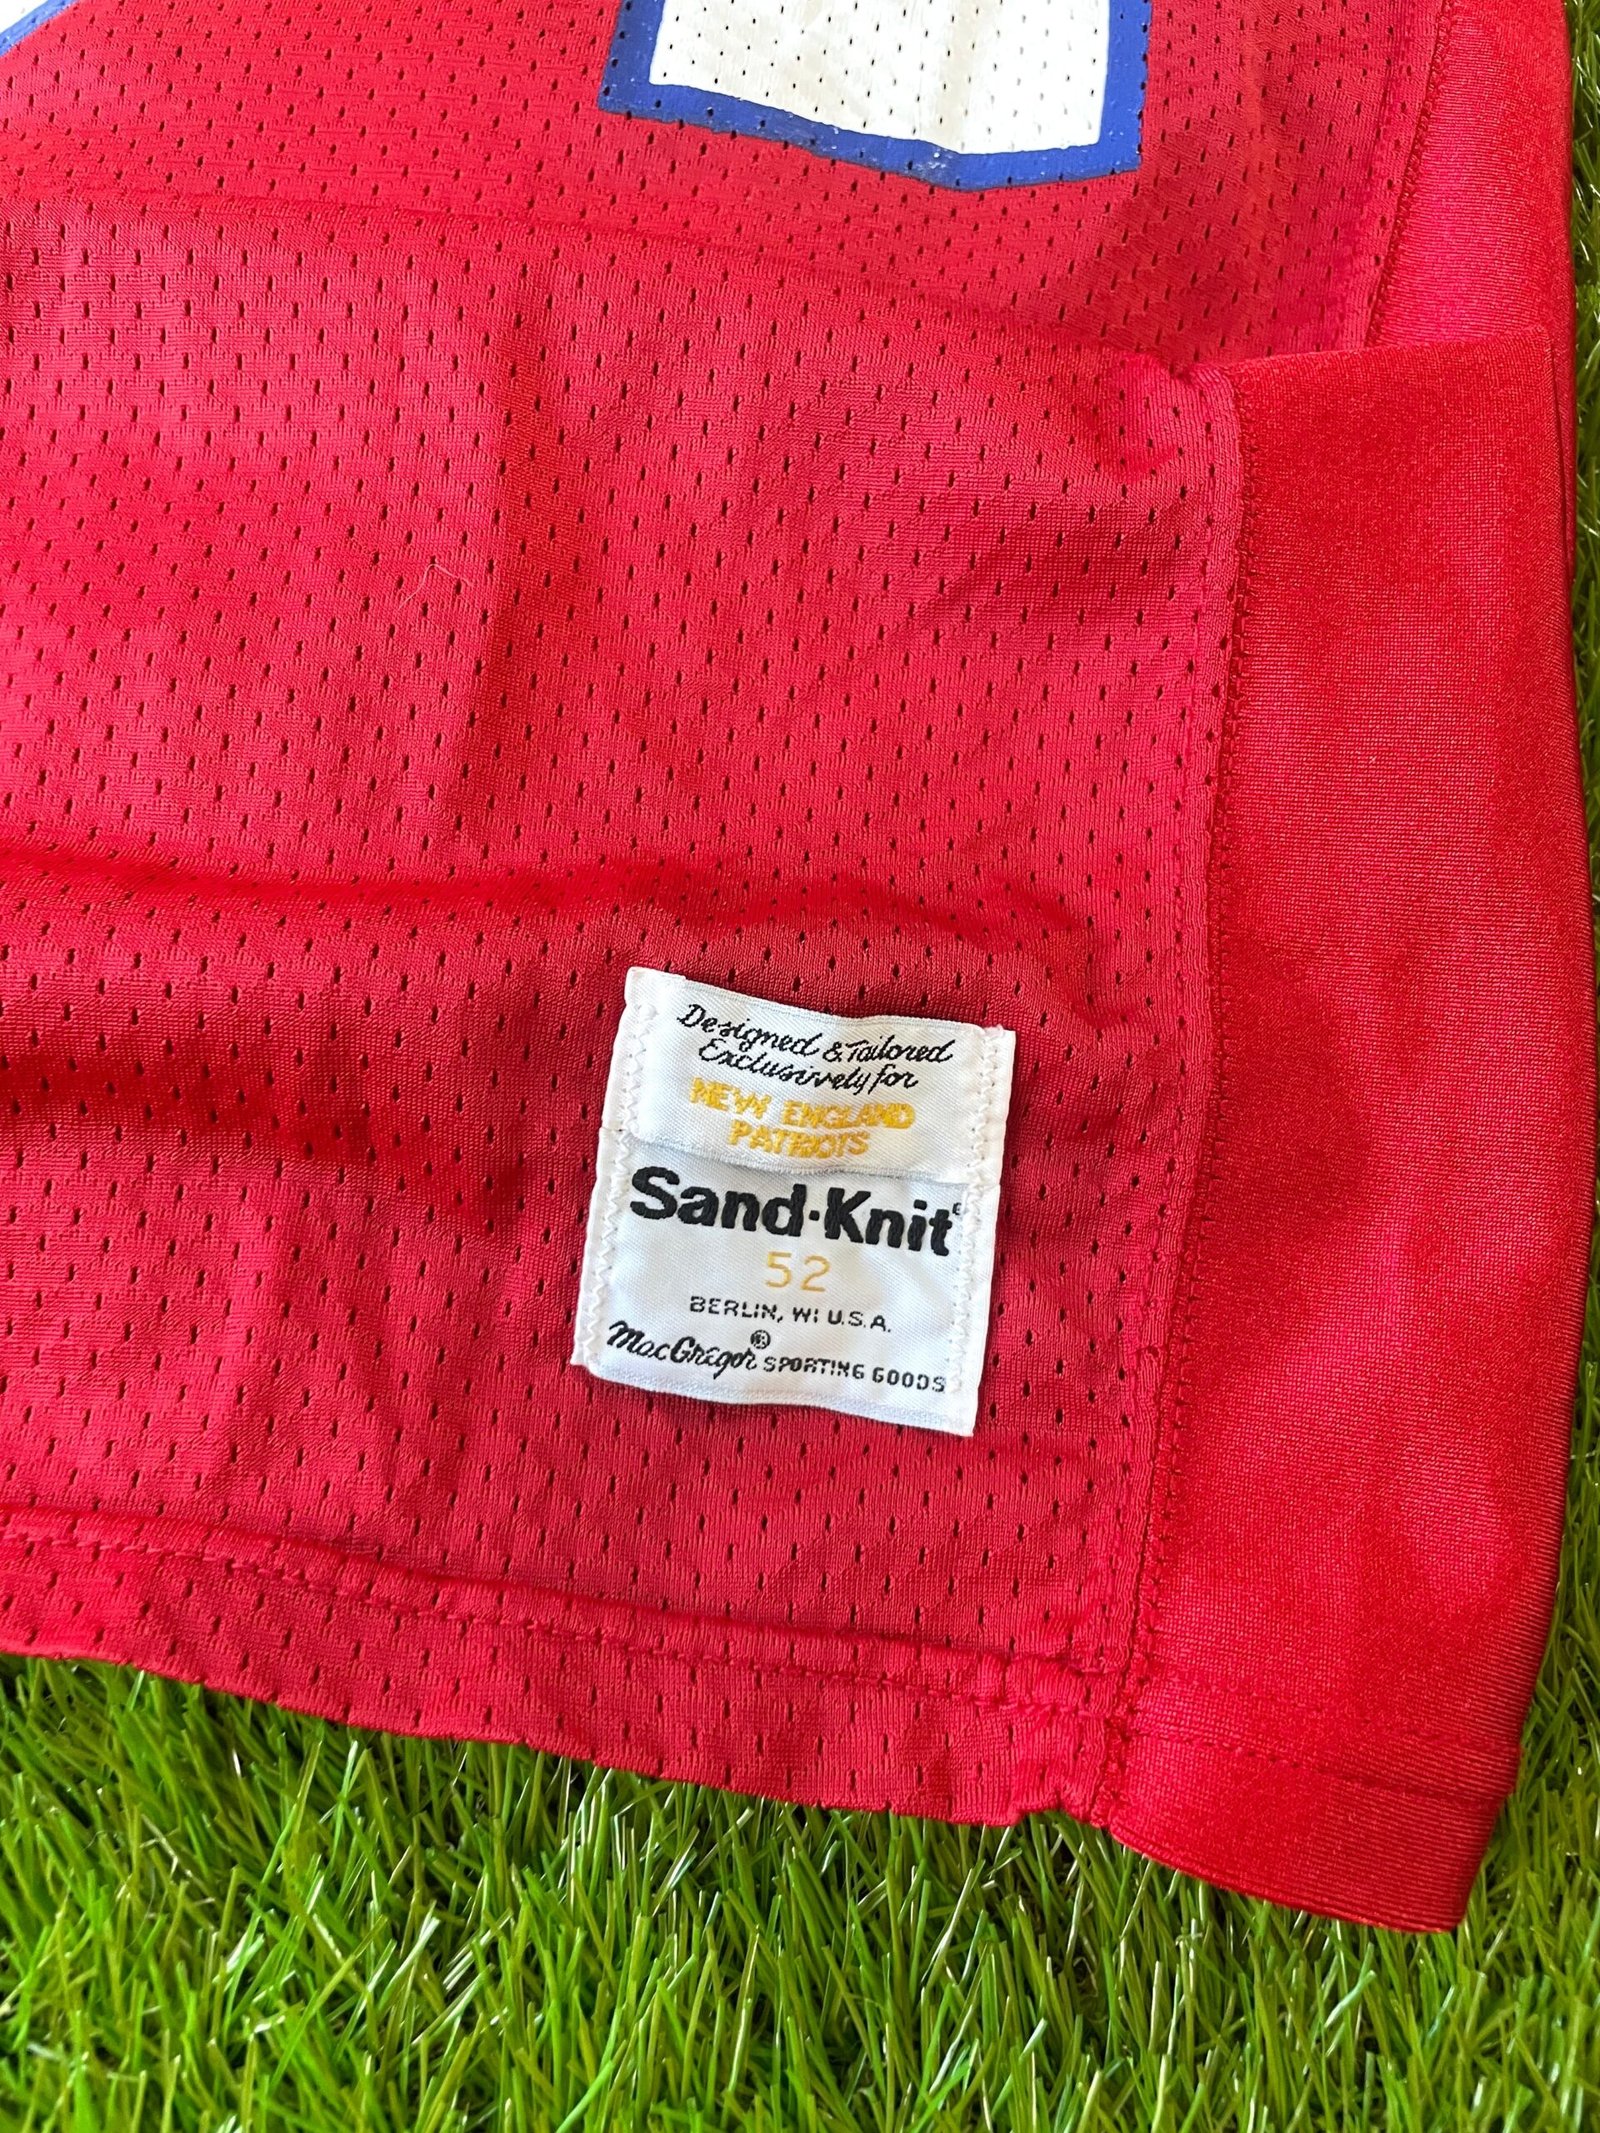 Designed & Tailored
Exclusively for
NEW ENGLAND
PATRIOTS
Sand·Knit®
52
BERLIN, WI U.S.A.
MacGregor® SPORTING GOODS